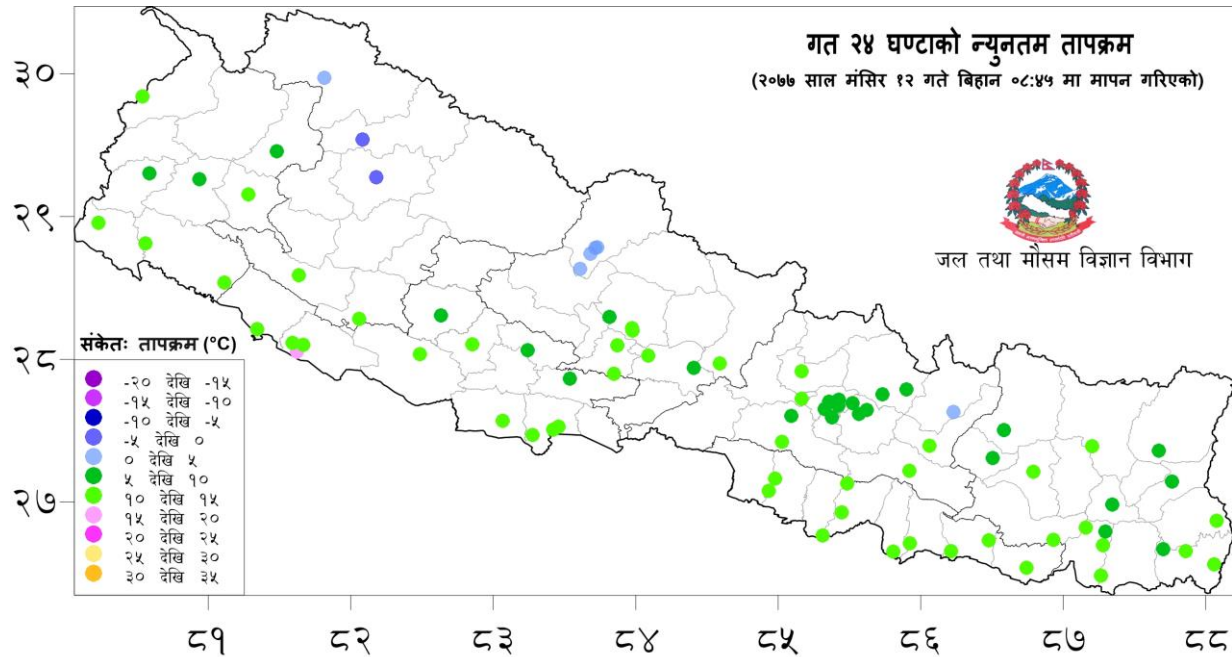 गत २४ घण्टाको न्युनतम तापक्रम
(२०७७ साल मंसिर १२ गते बिहान ०८:४५ मा मापन गरिएको)
जल तथा मौसम विज्ञान विभाग
३०
२९
२८
२७
संकेतः तापक्रम (°C)
-२० देखि -१५
-१५ देखि -१०
-१० देखि -५
-५ देखि ०
० देखि ५
५ देखि १०
१० देखि १५
१५ देखि २०
२० देखि २५
२५ देखि ३०
३० देखि ३५
८१ ८२ ८३ ८४ ८५ ८६ ८७ ८८